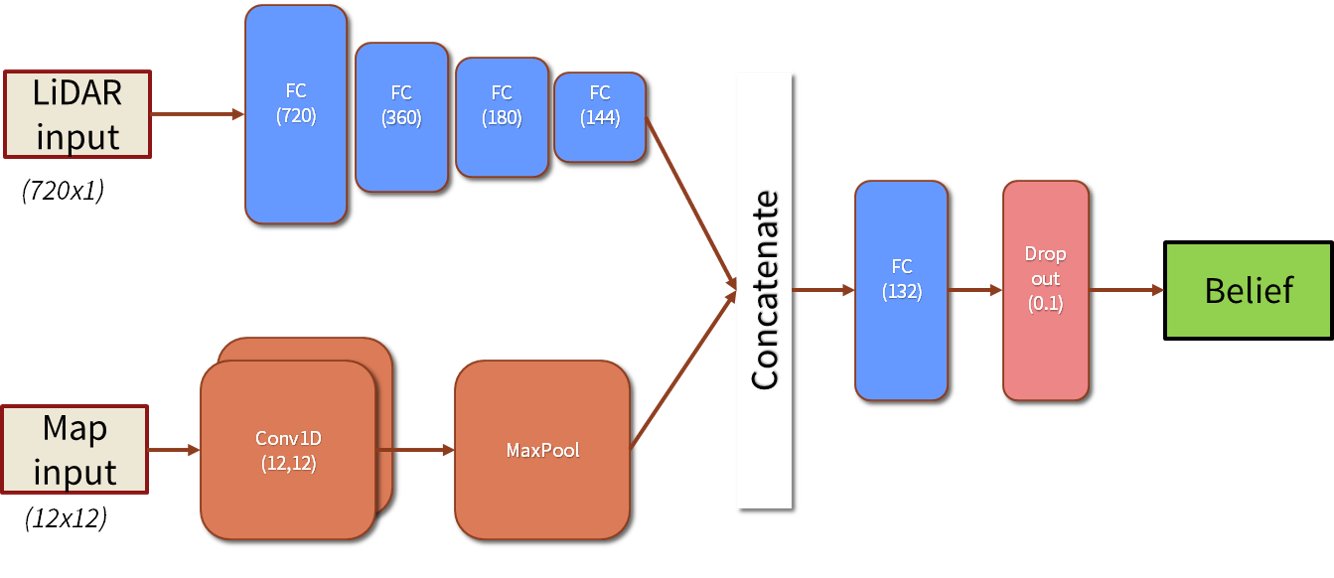 LiDAR
input
(720x1)
FC
(720)
FC
(360)
FC
(180)
FC
(144)
Map
input
(12x12)
Conv1D
(12,12)
MaxPool
Concatenate
FC
(132)
Drop
out
(0.1)
Belief